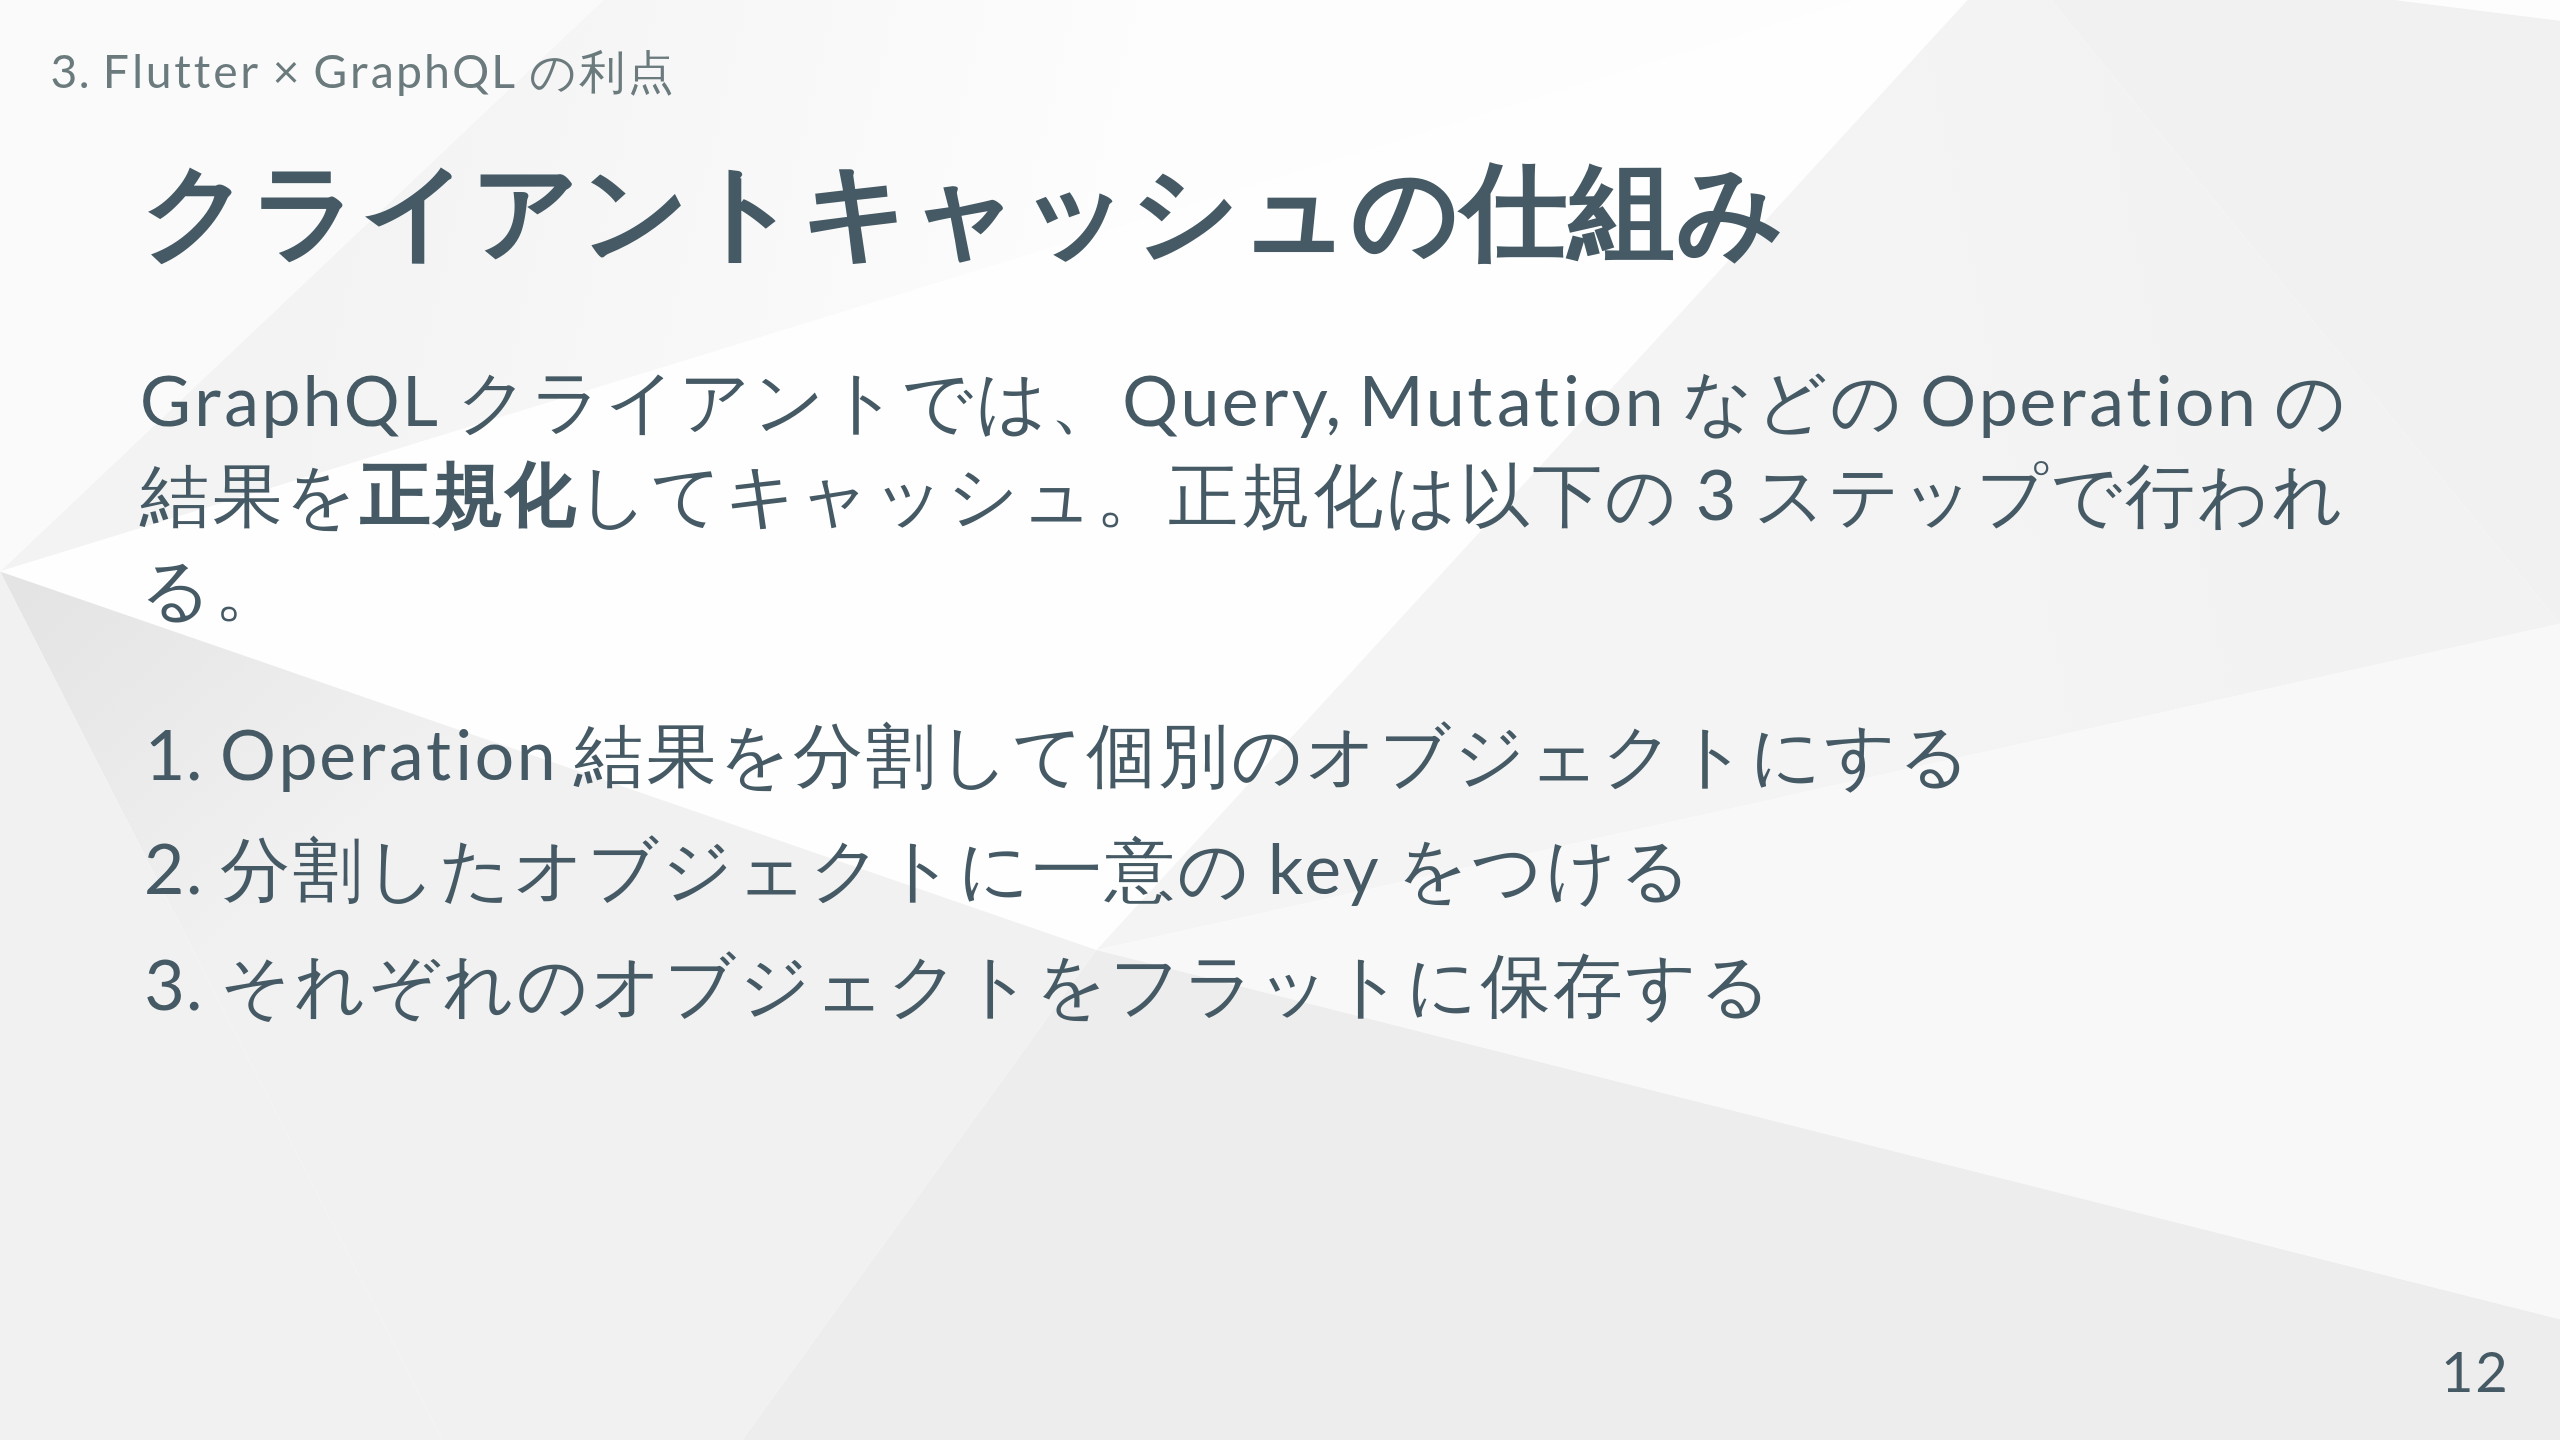 3. Flutter × GraphQL の利点
クライアントキャッシュの仕組み
GraphQL クライアントでは、Query, Mutation などの Operation の
結果を正規化してキャッシュ。正規化は以下の 3 ステップで行われ
る。
1. Operation 結果を分割して個別のオブジェクトにする
2. 分割したオブジェクトに一意の key をつける
3. それぞれのオブジェクトをフラットに保存する
12